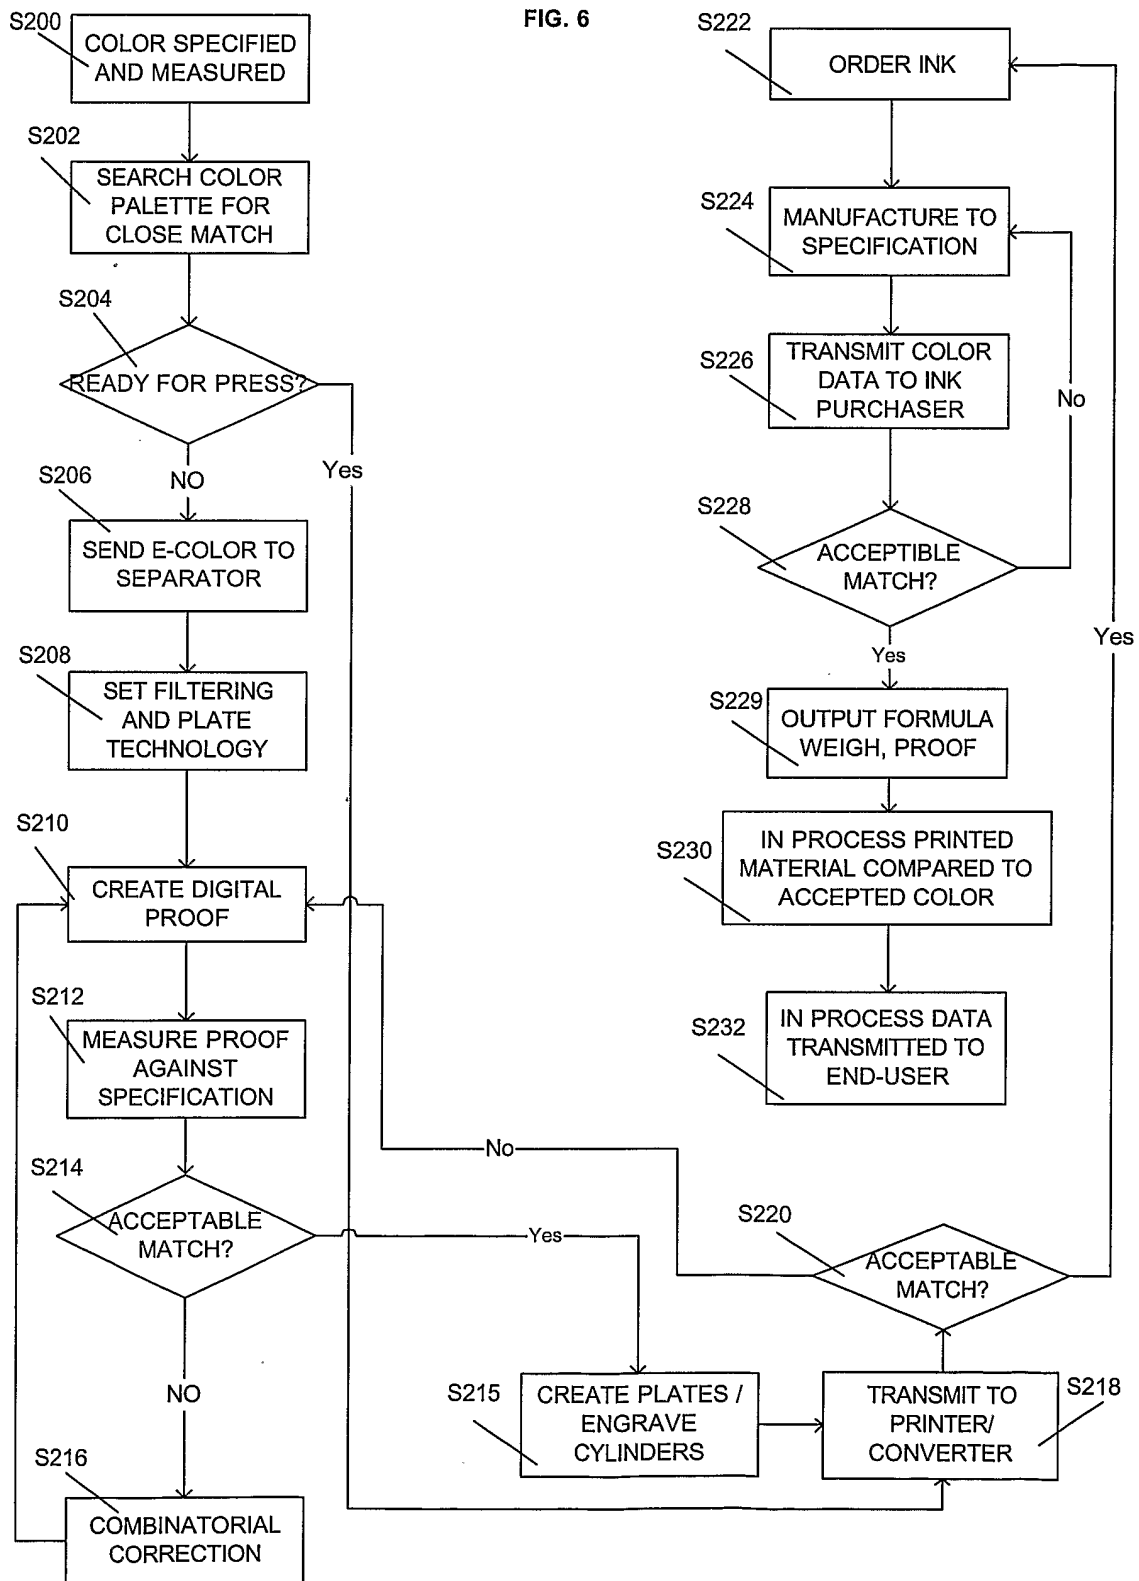 FIG. 6
S200
COLOR SPECIFIED
AND MEASURED
S202
SEARCH COLOR
PALETTE FOR
CLOSE MATCH
S204
READY FOR PRESS?
NO
Yes
S206
SEND E-COLOR TO
SEPARATOR
S208
SET FILTERING
AND PLATE
TECHNOLOGY
S210
CREATE DIGITAL
PROOF
S212
MEASURE PROOF
AGAINST
SPECIFICATION
S214
ACCEPTABLE
MATCH?
Yes
NO
S216
COMBINATORIAL
CORRECTION
S215
CREATE PLATES /
ENGRAVE
CYLINDERS
S218
TRANSMIT TO
PRINTER/
CONVERTER
S220
ACCEPTABLE
MATCH?
No
Yes
S222
ORDER INK
S224
MANUFACTURE TO
SPECIFICATION
S226
TRANSMIT COLOR
DATA TO INK
PURCHASER
No
S228
ACCEPTIBLE
MATCH?
Yes
S229
OUTPUT FORMULA
WEIGH, PROOF
S230
IN PROCESS PRINTED
MATERIAL COMPARED TO
ACCEPTED COLOR
S232
IN PROCESS DATA
TRANSMITTED TO
END-USER